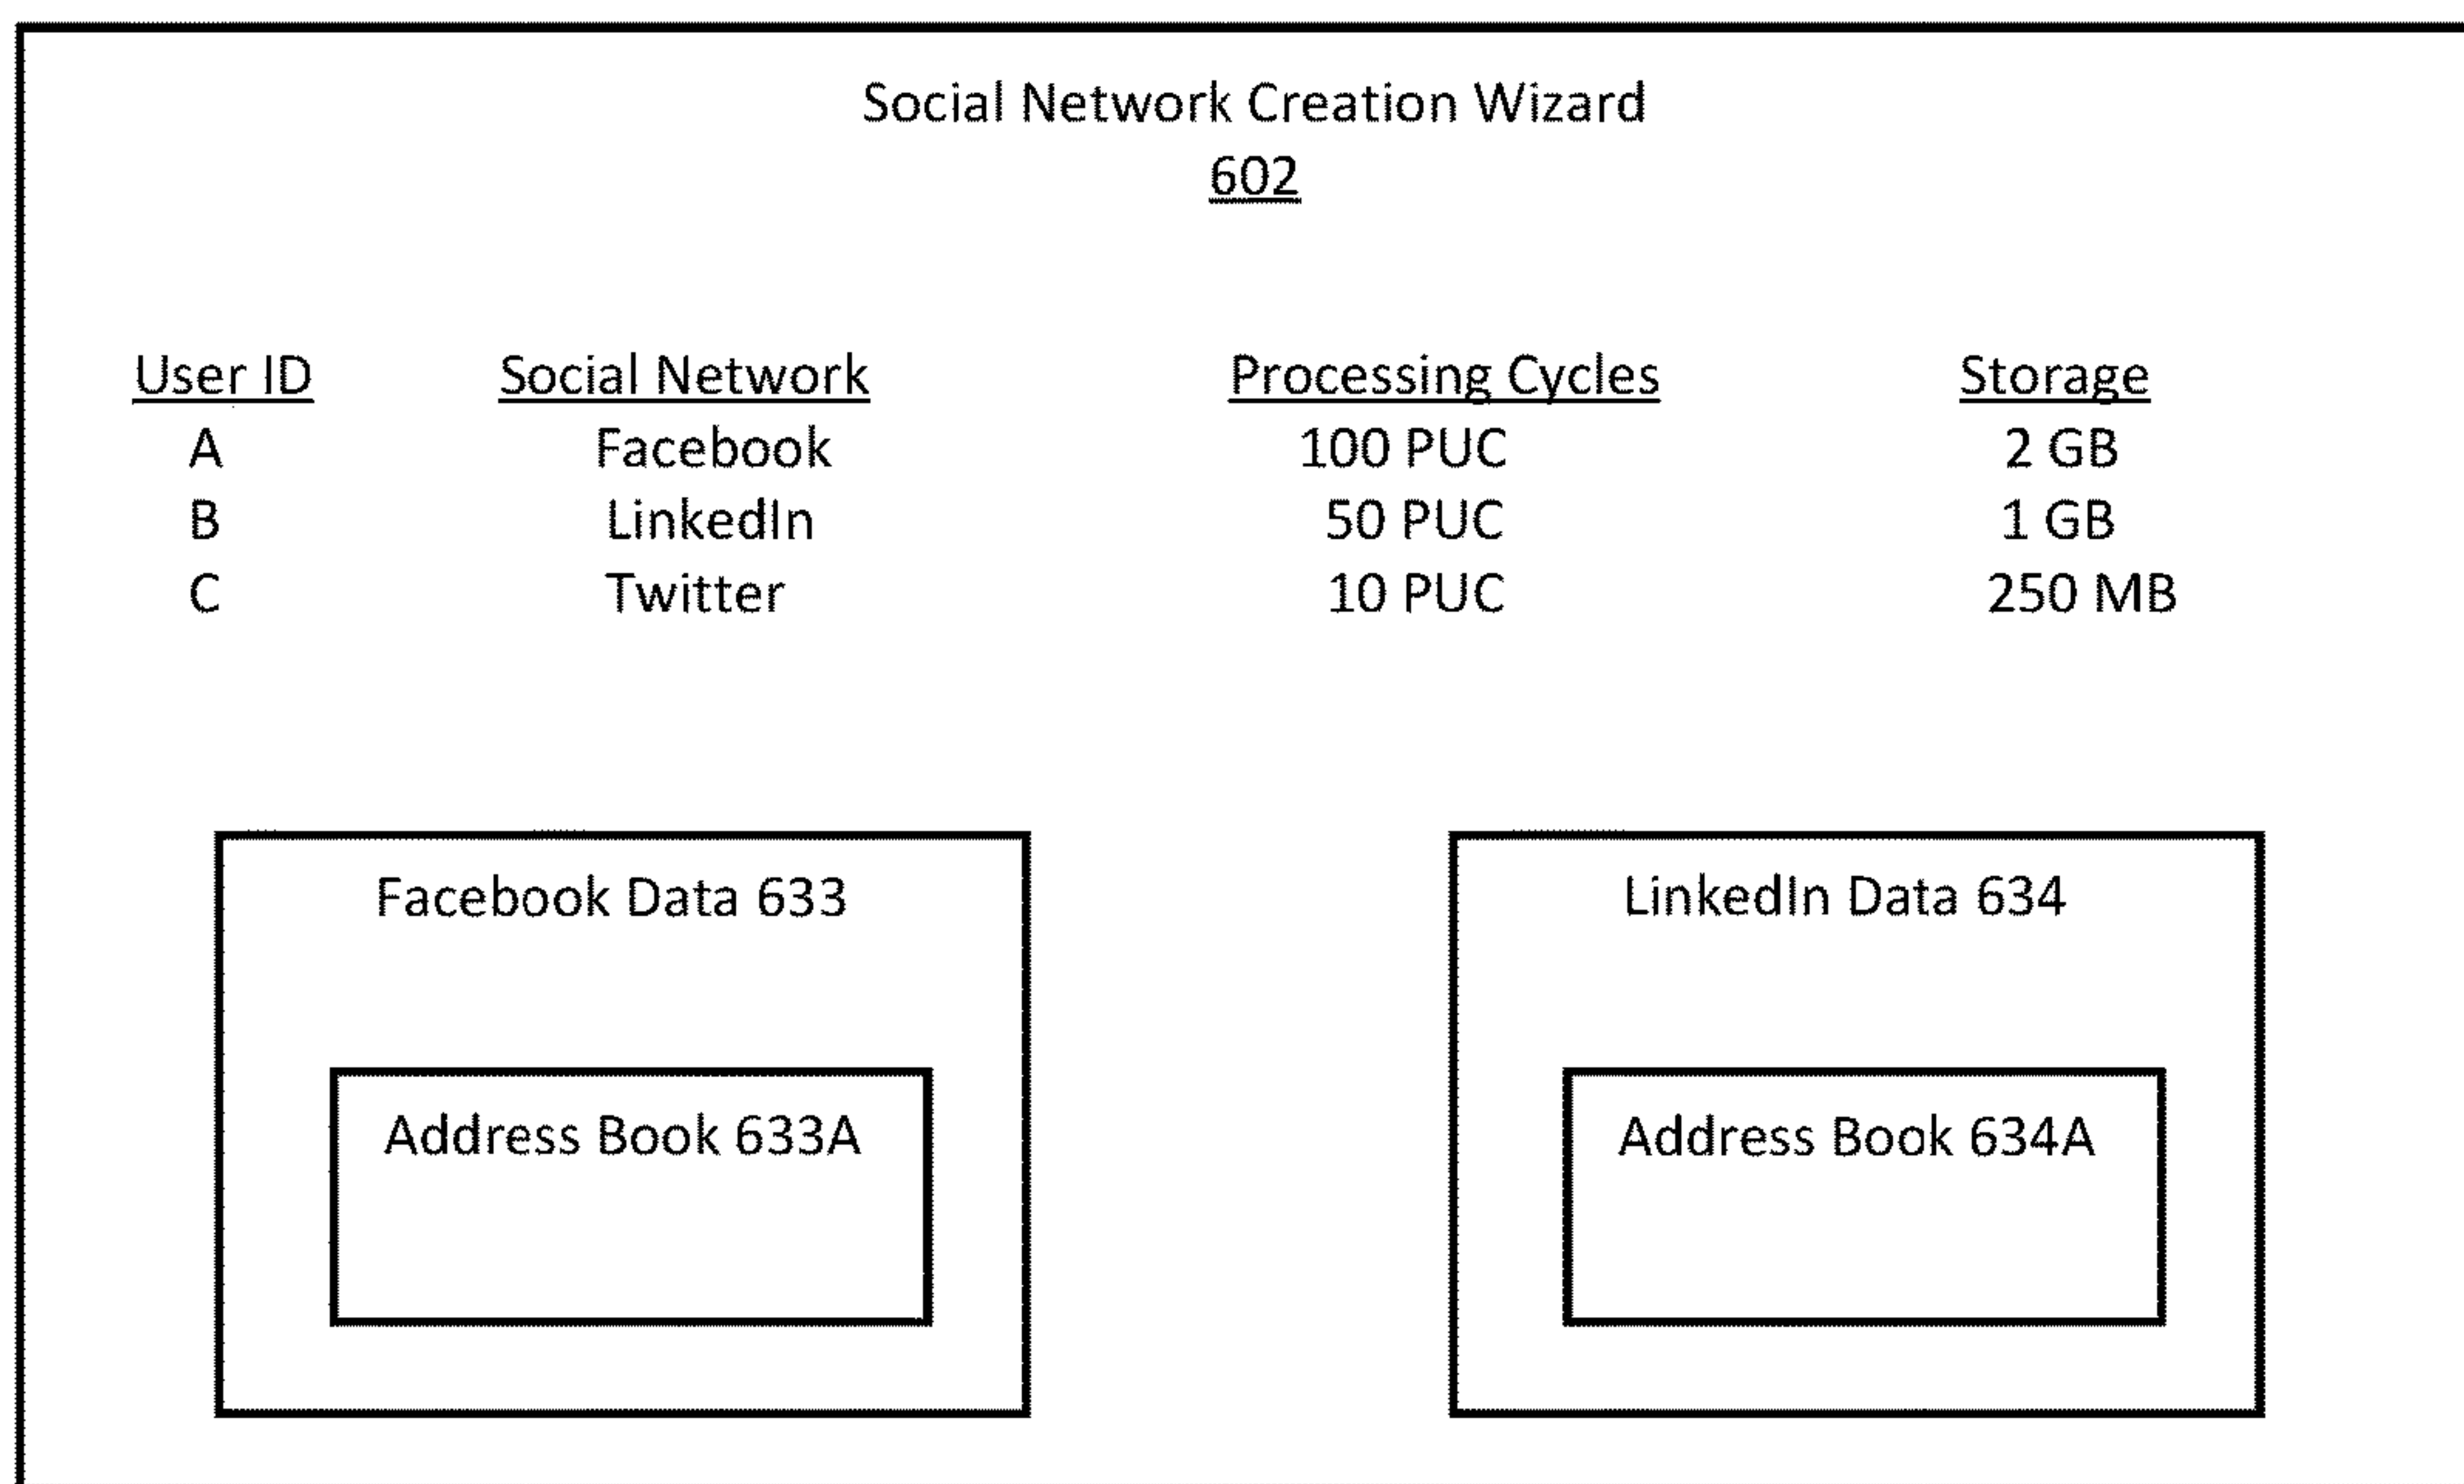 Social Network Creation Wizard
602
User ID Social Network Processing Cycles Storage
A Facebook 100 PUC 2 GB
B LinkedIn 50 PUC 1 GB
C Twitter 10 PUC 250 MB
Facebook Data 633 LinkedIn Data 634
Address Book 633A Address Book 634A